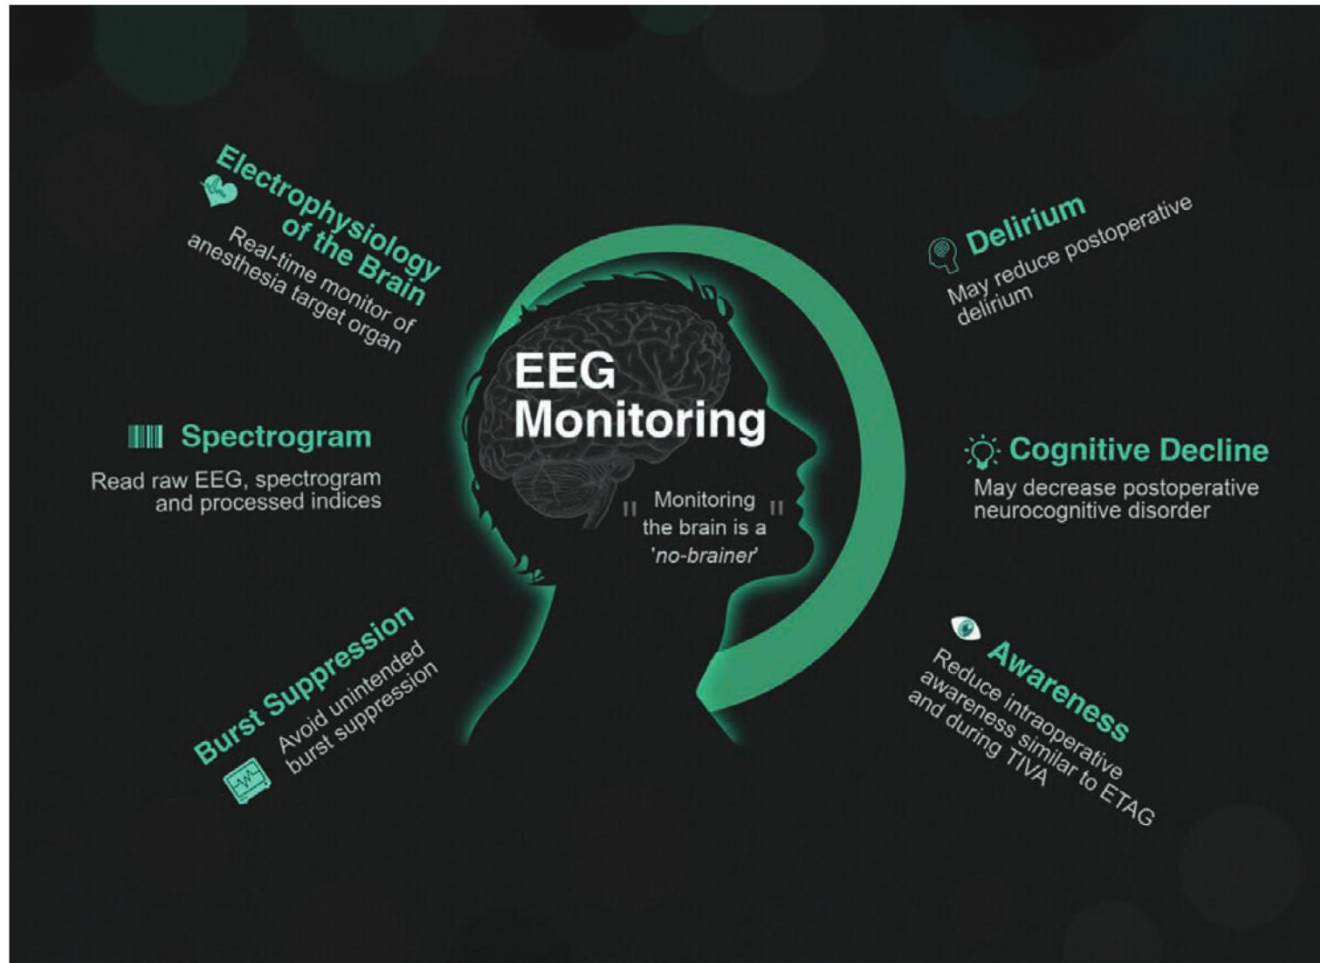 Electrophysiology
of the Brain
Real-time monitor of
anesthesia target organ
Spectrogram
Read raw EEG, spectrogram
and processed indices
Burst Suppression
Avoid unintended
burst suppression
EEG
Monitoring
" Monitoring "
the brain is a
'no-brainer'
Delirium
May reduce postoperative
delirium
Cognitive Decline
May decrease postoperative
neurocognitive disorder
Awareness
Reduce intraoperative
awareness similar to ETAG
and during TIVA